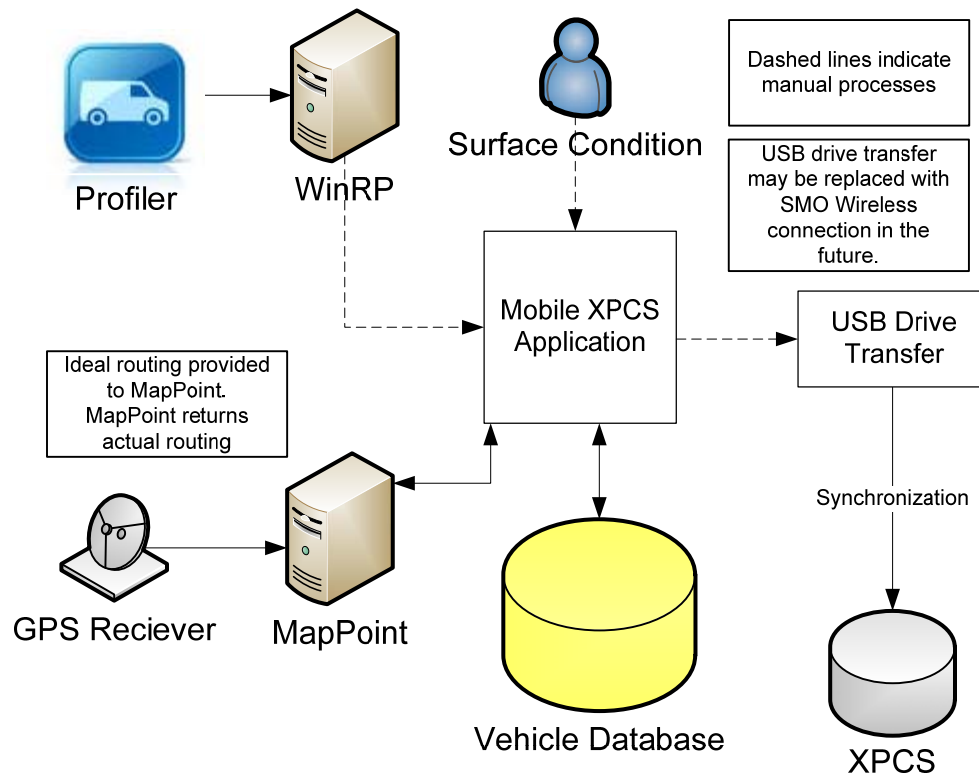 Profiler
WinRP
Surface Condition
Dashed lines indicate
manual processes
USB drive transfer
may be replaced with
SMO Wireless
connection in the
future.
Mobile XPCS
Application
USB Drive
Transfer
Ideal routing provided
to MapPoint.
MapPoint returns
actual routing
Synchronization
GPS Reciever
MapPoint
Vehicle Database
XPCS